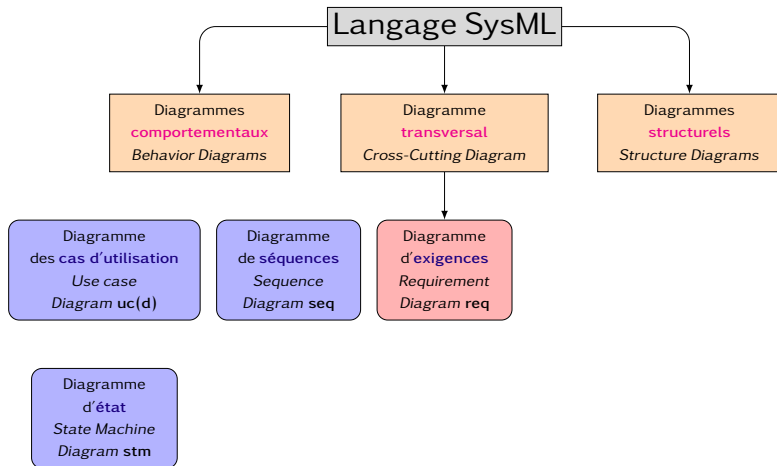 Langage SysML
Diagrammes
comportementaux
Behavior Diagrams
Diagramme
transversal
Cross-Cutting Diagram
Diagrammes
structurels
Structure Diagrams
Diagramme
des cas d'utilisation
Use case
Diagram uc(d)
Diagramme
de séquences
Sequence
Diagram seq
Diagramme
d'exigences
Requirement
Diagram req
Diagramme
d'état
State Machine
Diagram stm